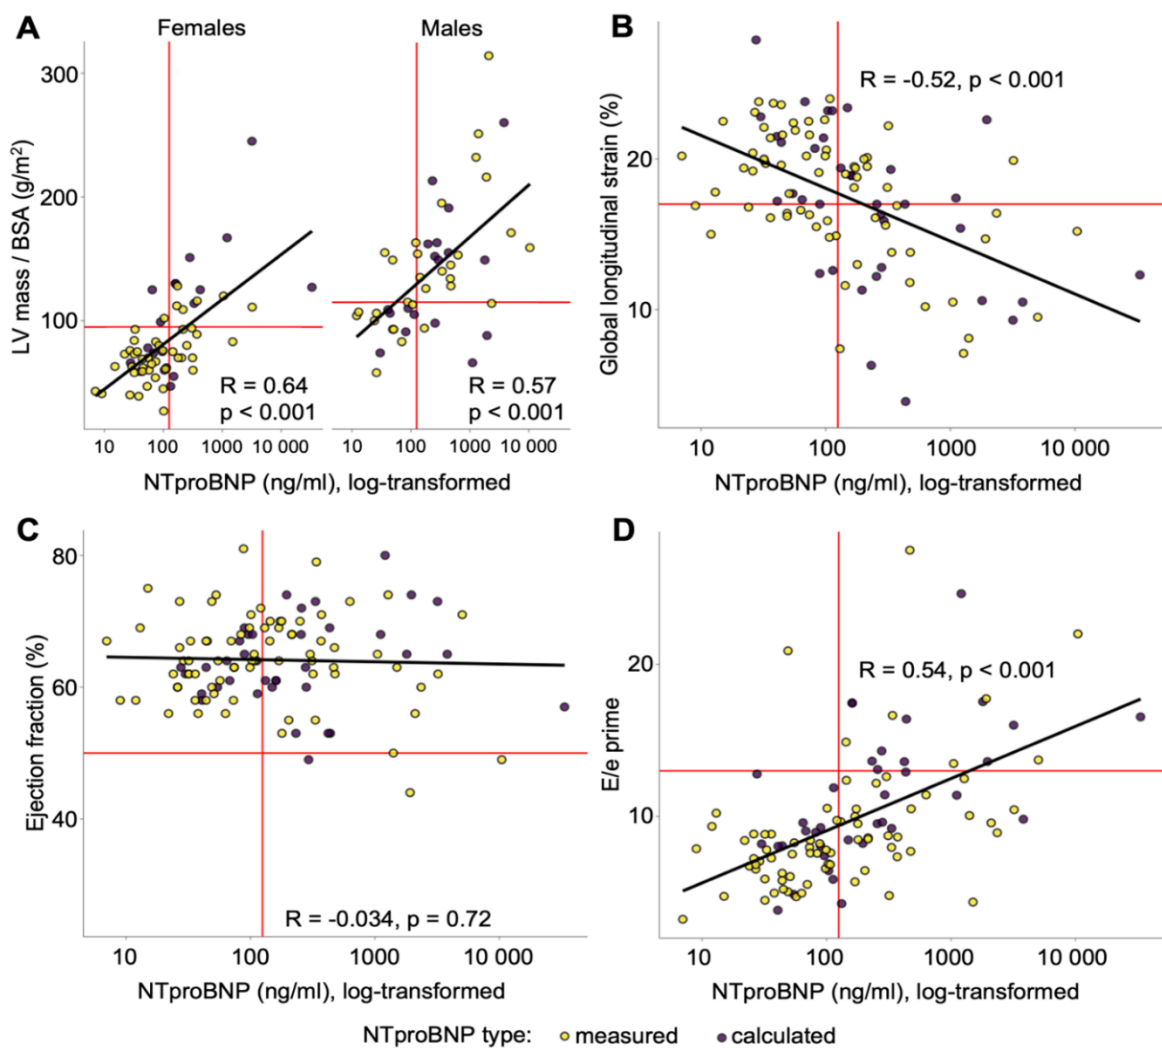 A
Females
Males
LV mass / BSA (g/m²)
300
200
100
R = 0.64
p < 0.001
R = 0.57
p < 0.001
10 100 1000 10 000
10 100 1000 10 000
NTproBNP (ng/ml), log-transformed
B
Global longitudinal strain (%)
R = -0.52, p < 0.001
20
10
10 100 1000 10 000
NTproBNP (ng/ml), log-transformed
C
Ejection fraction (%)
80
60
40
R = -0.034, p = 0.72
10 100 1000 10 000
NTproBNP (ng/ml), log-transformed
D
E/e prime
20
R = 0.54, p < 0.001
10
10 100 1000 10 000
NTproBNP (ng/ml), log-transformed
NTproBNP type: measured calculated